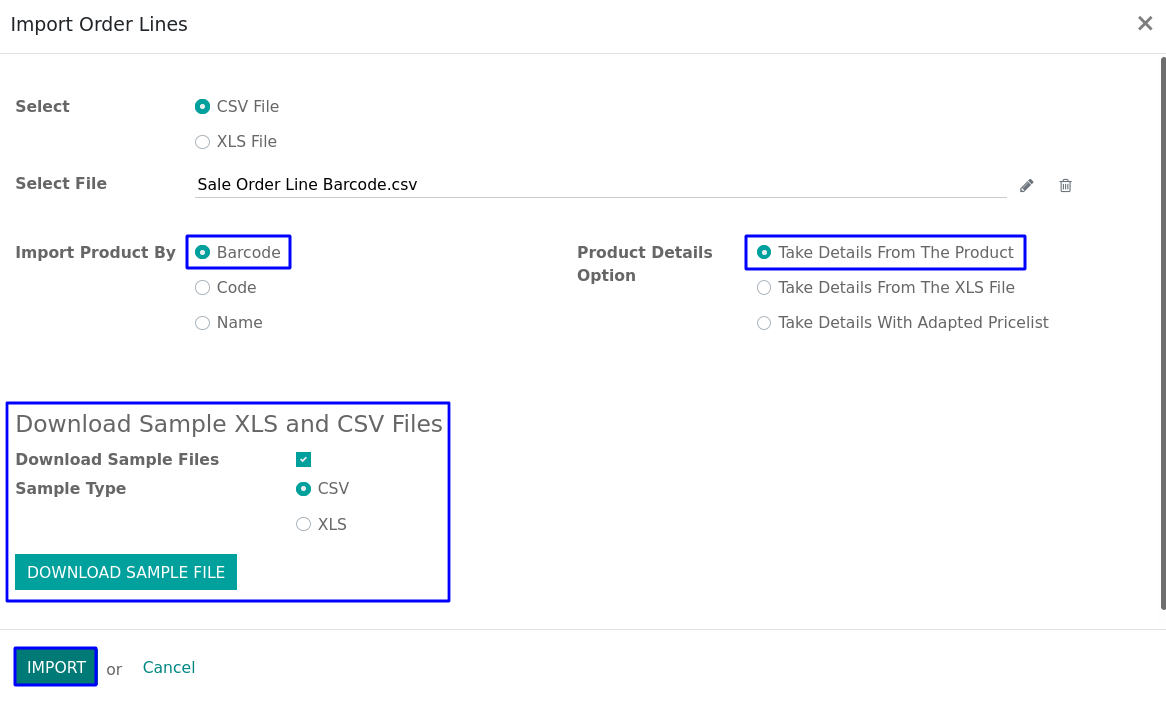 Import Order Lines
Select
CSV File
XLS File
Select File
Sale Order Line Barcode.csv
Import Product By
Barcode
Code
Name
Product Details
Option
Take Details From The Product
Take Details From The XLS File
Take Details With Adapted Pricelist
Download Sample XLS and CSV Files
Download Sample Files
Sample Type
CSV
XLS
DOWNLOAD SAMPLE FILE
IMPORT or Cancel